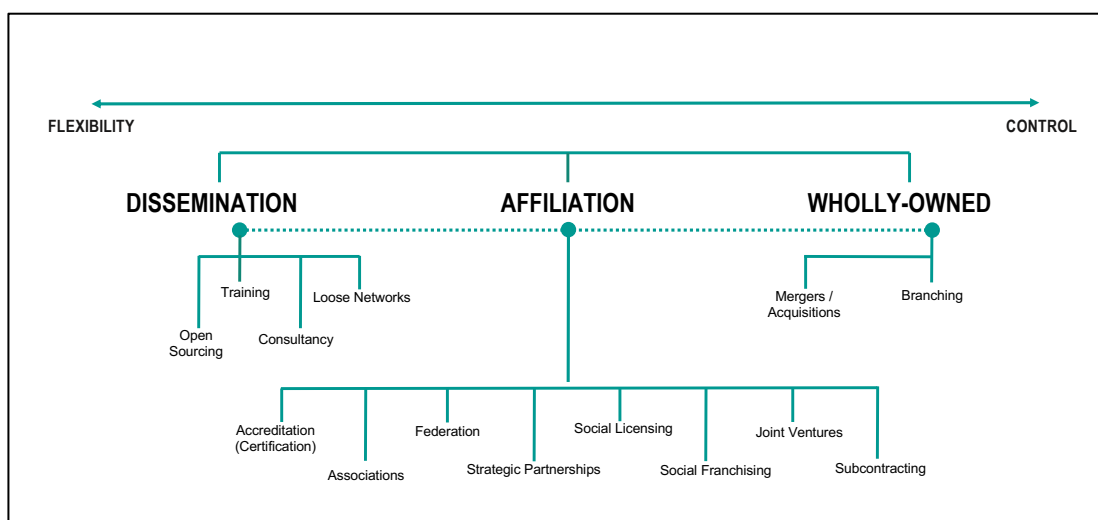 FLEXIBILITY
CONTROL
DISSEMINATION
AFFILIATION
WHOLLY-OWNED
Training
Loose Networks
Open
Sourcing
Consultancy
Mergers /
Acquisitions
Branching
Accreditation
(Certification)
Associations
Federation
Strategic Partnerships
Social Licensing
Social Franchising
Joint Ventures
Subcontracting